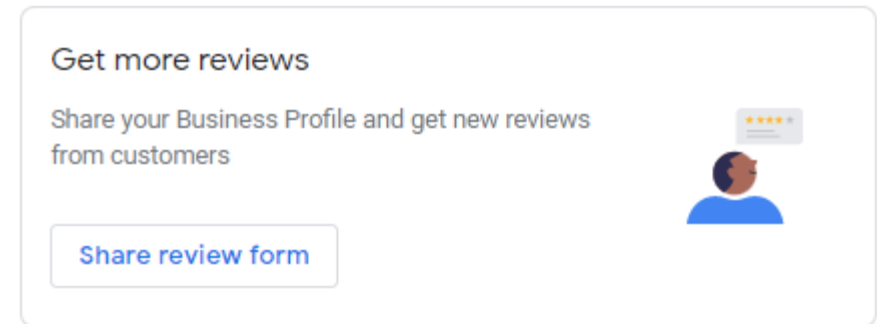 Get more reviews
Share your Business Profile and get new reviews
from customers
Share review form